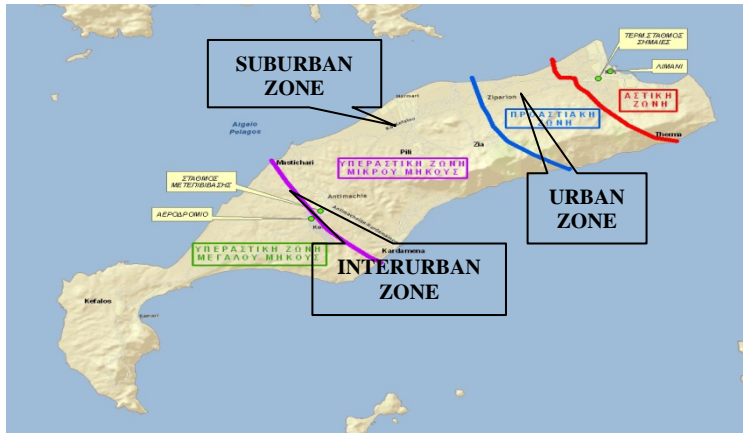 ΤΕΡΜ.ΣΤΑΘΜΟΣ
ΣΗΜΑΙΕΣ
ΛΙΜΑΝΙ
SUBURBAN
ZONE
ΑΣΤΙΚΗ
ΖΩΝΗ
Ziparion
ΠΡΟΑΣΤΙΑΚΗ
ΖΩΝΗ
Aigaio
Pelagos
Therma
Zia
Pili
Mastichari
ΥΠΕΡΑΣΤΙΚΗ ΖΩΝΗ
ΜΙΚΡΟΥ ΜΗΚΟΥΣ
ΣΤΑΘΜΟΣ
ΜΕΤΕΠΙΒΙΒΑΣΗΣ
URBAN
ZONE
Antimachia
ΑΕΡΟΔΡΟΜΙΟ
Kardamena
ΥΠΕΡΑΣΤΙΚΗ ΖΩΝΗ
ΜΕΓΑΛΟΥ ΜΗΚΟΥΣ
INTERURBAN
ZONE
Kefalos